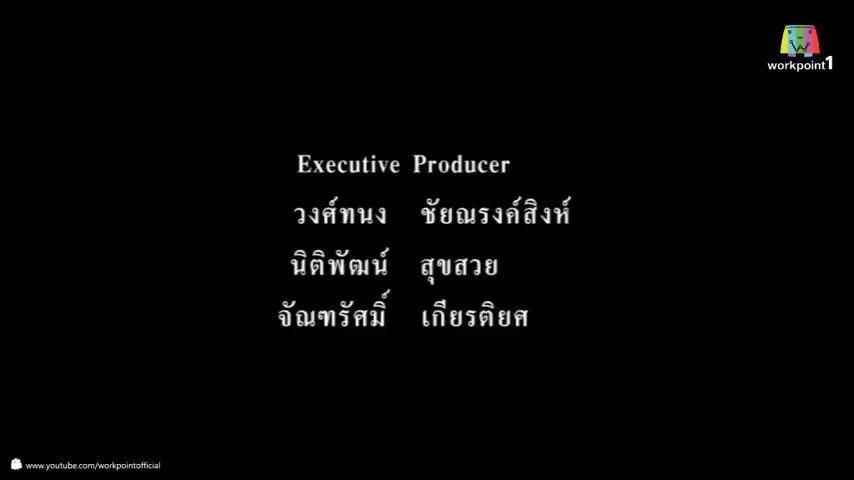 workpoint1
Executive Producer
วงศ์ทนง ชัยณรงค์สิงห์
นิติพัฒน์ สุขสวย
จัณฑรัศมิ์ เกียรติยศ
www.youtube.com/workpointofficial